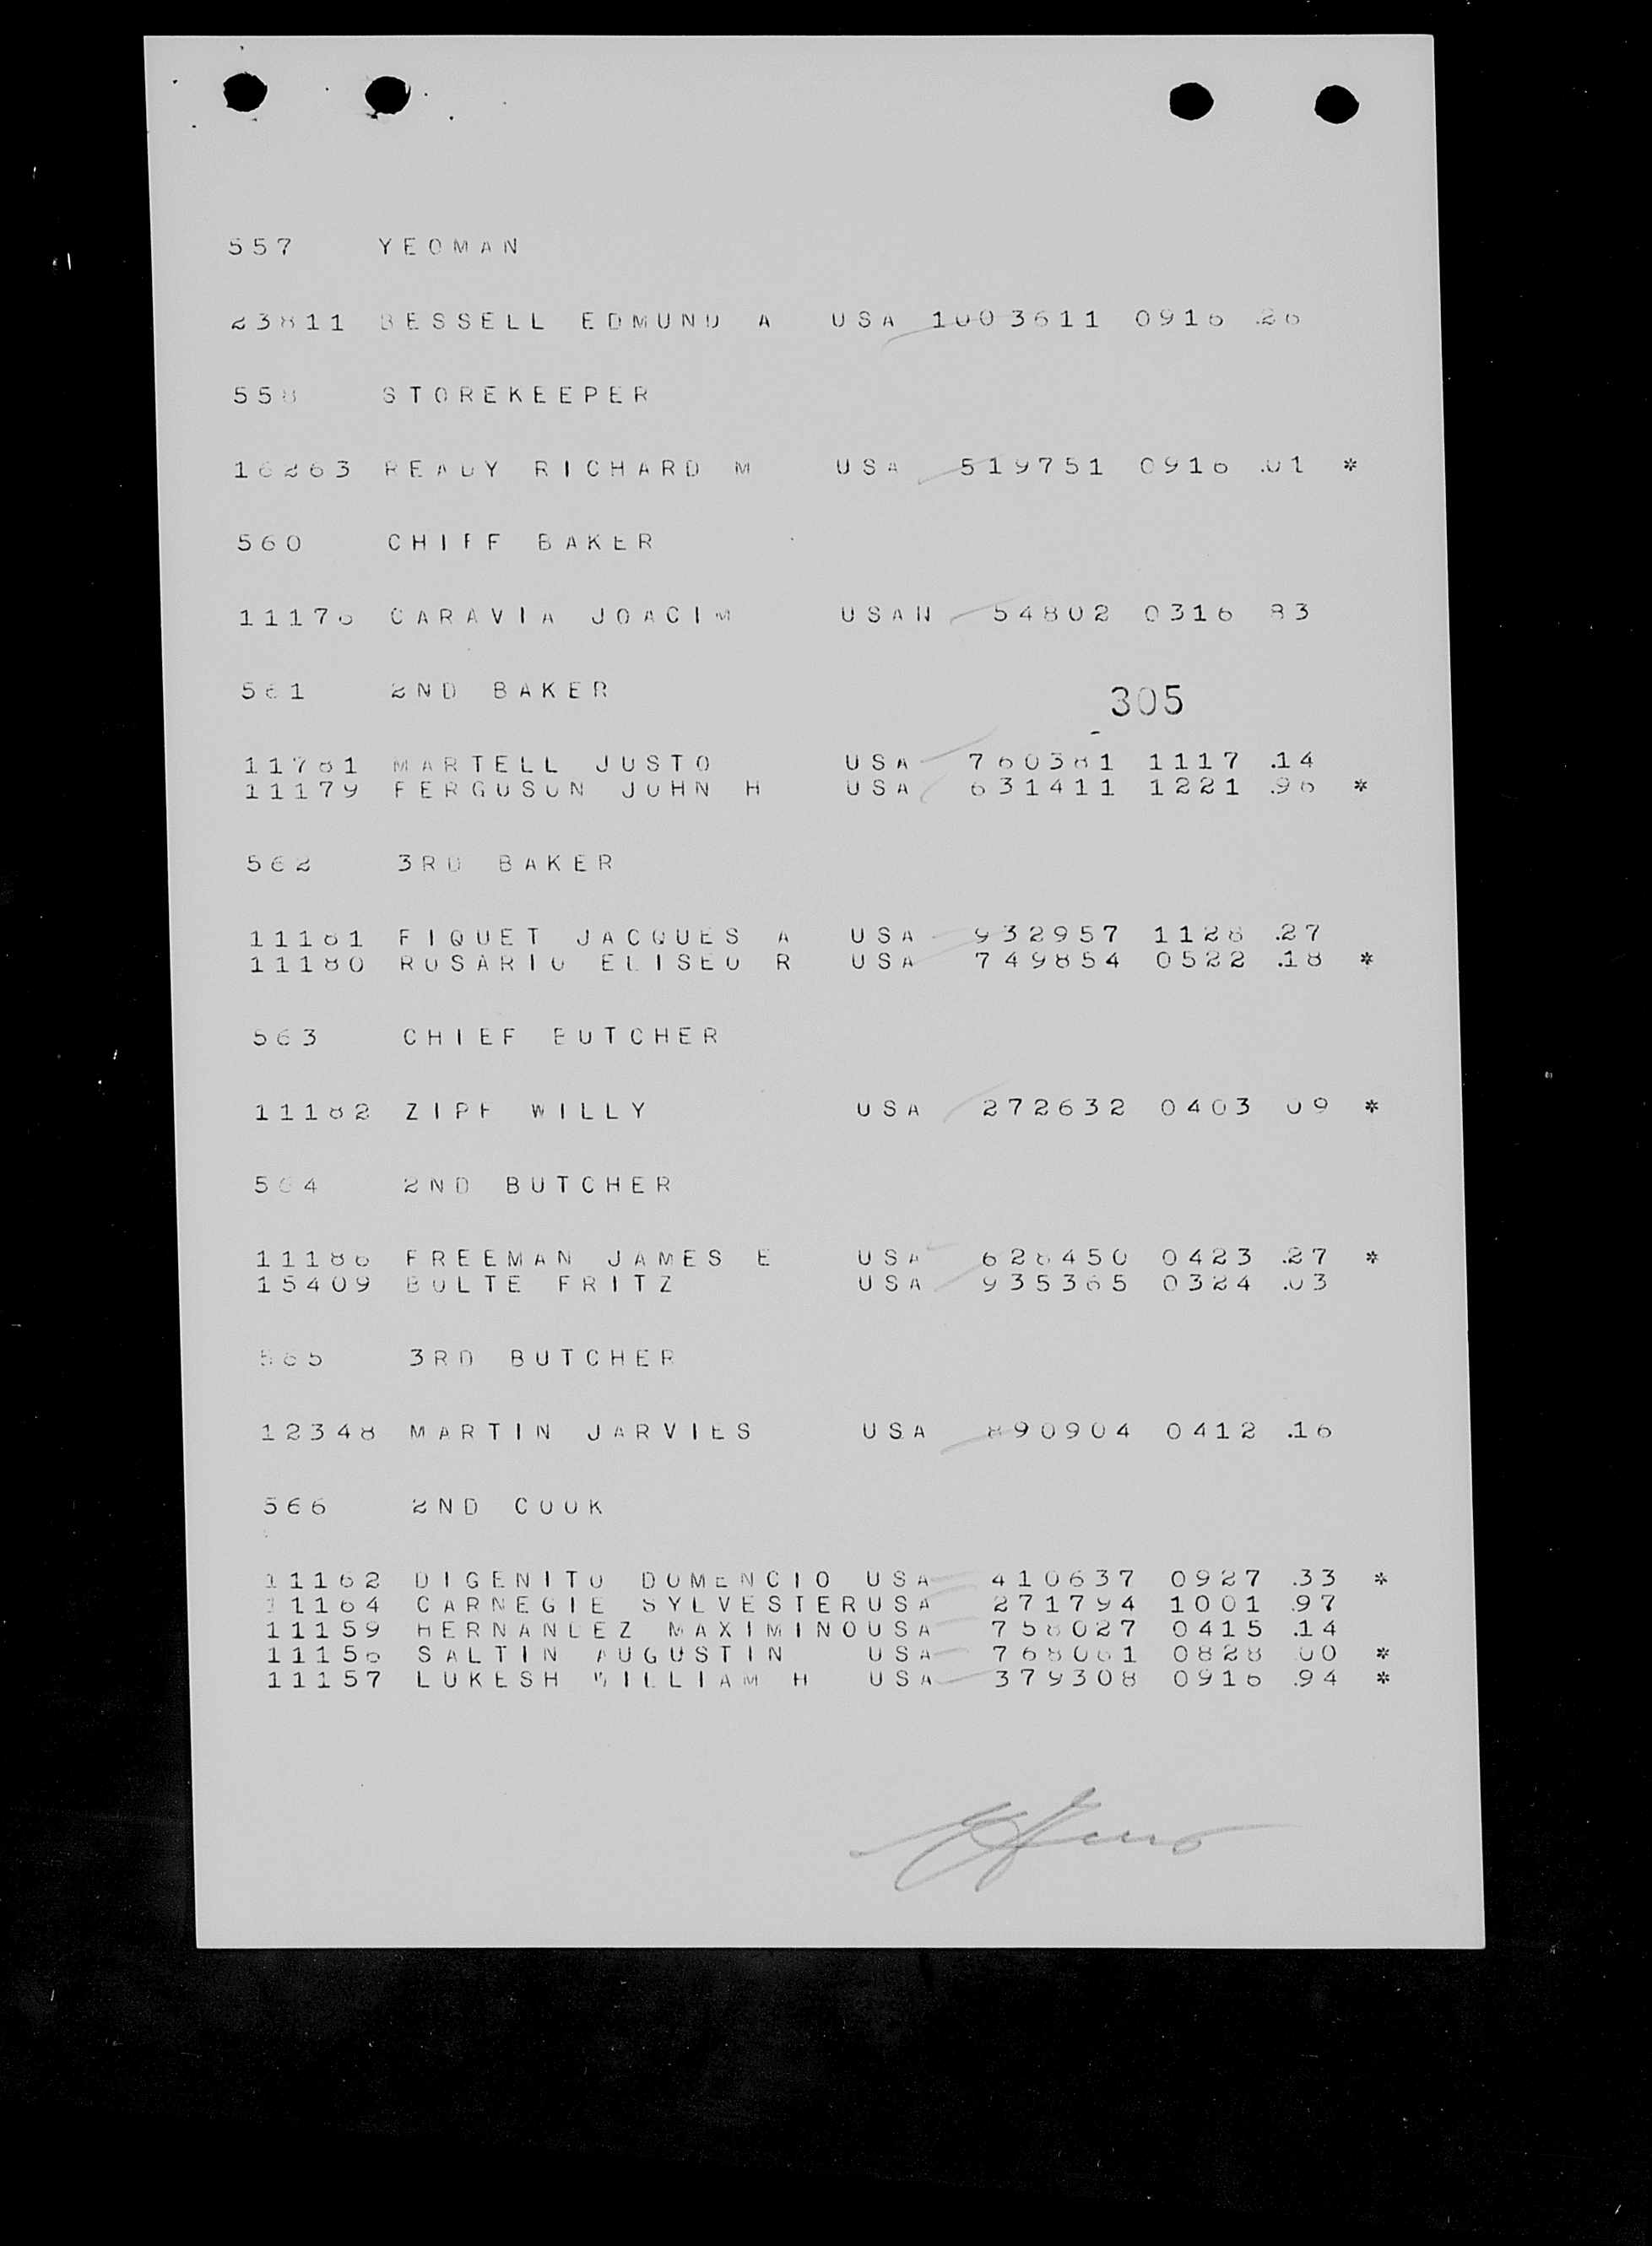 557 YEOMAN
23811 BESSELL EDMUND A USA 1003611 0916 .26
558 STOREKEEPER
16263 READY RICHARD M USA 519751 0916 .01 *
560 CHIEF BAKER
11176 CARAVIA JOACIM USAN 54802 0316 83
561 2ND BAKER
305
11781 MARTELL JUSTO USA 760381 1117 .14
11179 FERGUSON JOHN H USA 631411 1221 .96 *
562 3RD BAKER
11181 FIQUET JACQUES A USA 932957 1128 .27
11180 ROSARIO ELISEO R USA 749854 0522 .18 *
563 CHIEF BUTCHER
11182 ZIPF WILLY USA 272632 0403 09 *
564 2ND BUTCHER
11186 FREEMAN JAMES E USA 626450 0423 .27 *
15409 BOLTE FRITZ USA 935365 0324 .03
565 3RD BUTCHER
12348 MARTIN JARVIES USA 890904 0412 .16
566 2ND COOK
11162 DIGENITO DOMENCIO USA 410637 0927 .33 *
11164 CARNEGIE SYLVESTERUSA 271794 1001 .97
11159 HERNANDEZ MAXIMINOUSA 758027 0415 .14
11156 SALTIN AUGUSTIN USA 768061 0828 .00 *
11157 LUKESH WILLIAM H USA 379308 0916 .94 *